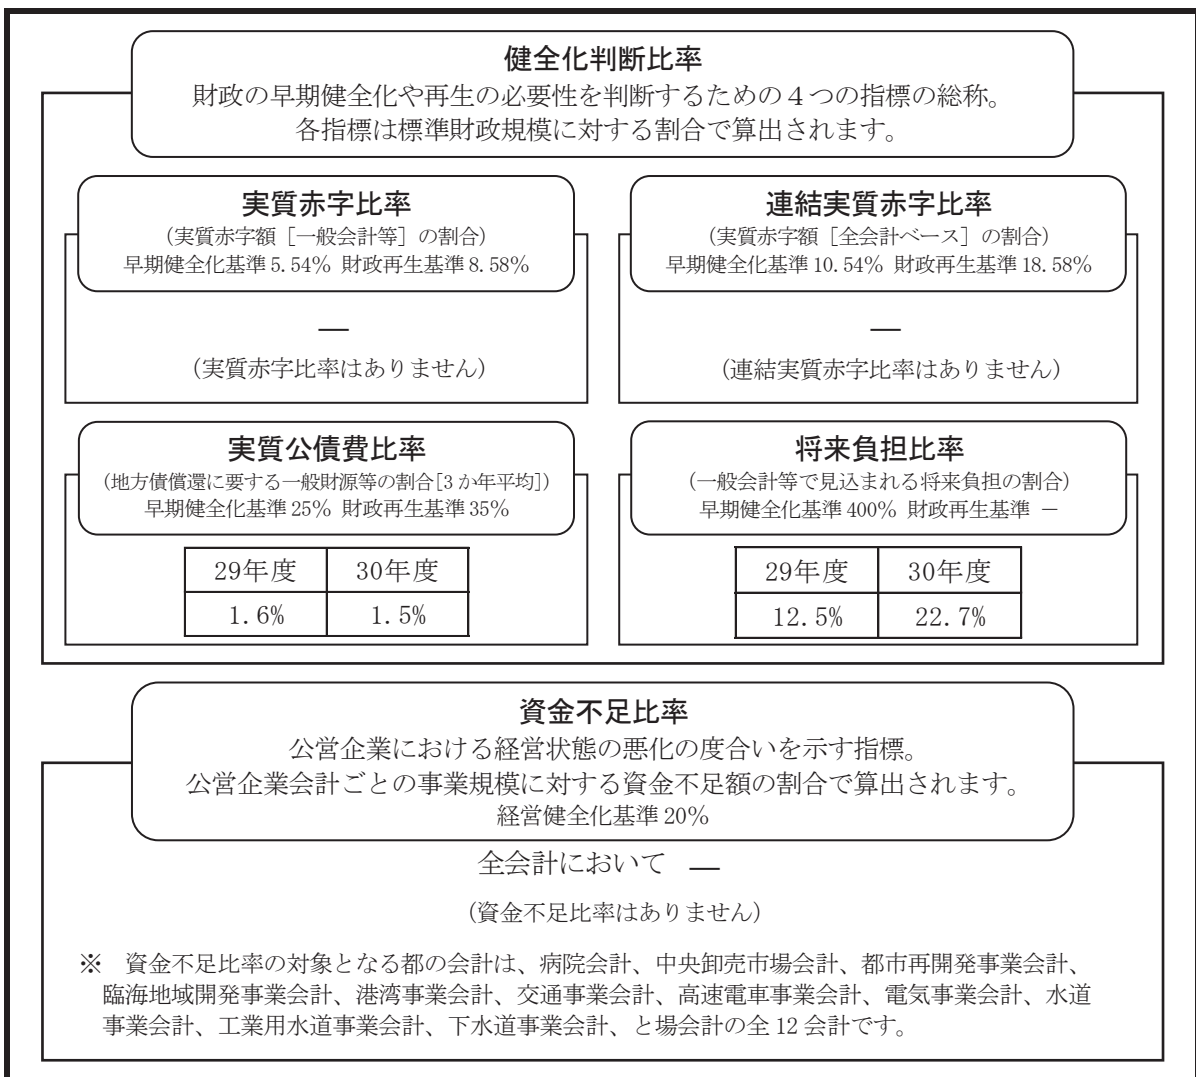 健全化判断比率
財政の早期健全化や再生の必要性を判断するための４つの指標の総称。
各指標は標準財政規模に対する割合で算出されます。
実質赤字比率
(実質赤字額［一般会計等］の割合)
早期健全化基準5.54% 財政再生基準8.58%
―
(実質赤字比率はありません)
連結実質赤字比率
(実質赤字額［全会計ベース］の割合)
早期健全化基準10.54% 財政再生基準18.58%
―
(連結実質赤字比率はありません)
実質公債費比率
(地方債償還に要する一般財源等の割合[3か年平均])
早期健全化基準25% 財政再生基準35%
29年度 30年度
1.6% 1.5%
将来負担比率
(一般会計等で見込まれる将来負担の割合)
早期健全化基準400% 財政再生基準 －
29年度 30年度
12.5% 22.7%
資金不足比率
公営企業における経営状態の悪化の度合いを示す指標。
公営企業会計ごとの事業規模に対する資金不足額の割合で算出されます。
経営健全化基準20%
全会計において ―
(資金不足比率はありません)
※　資金不足比率の対象となる都の会計は、病院会計、中央卸売市場会計、都市再開発事業会計、
臨海地域開発事業会計、港湾事業会計、交通事業会計、高速電車事業会計、電気事業会計、水道
事業会計、工業用水道事業会計、下水道事業会計、と場会計の全12会計です。